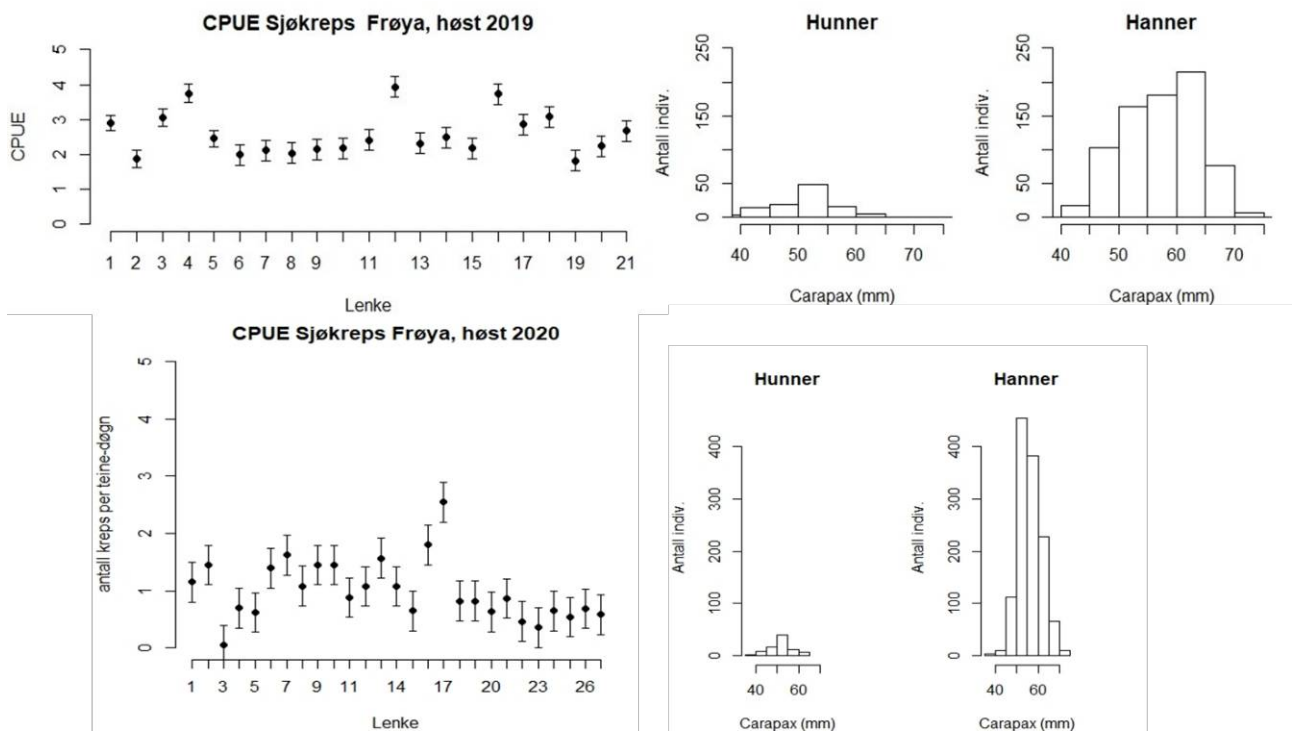 CPUE Sjøkreps Frøya, høst 2019
CPUE
5
4
3
2
1
0
1 2 3 4 5 6 7 8 9 11 13 15 17 19 21
Lenke
Hunner
Antall indiv.
250
150
50
0
40 50 60 70
Carapax (mm)
Hanner
Antall indiv.
250
150
50
0
40 50 60 70
Carapax (mm)
CPUE Sjøkreps Frøya, høst 2020
antall kreps per teine-døgn
5
4
3
2
1
0
1 3 5 7 9 11 14 17 20 23 26
Lenke
Hunner
Antall indiv.
400
300
200
100
0
40 60
Carapax (mm)
Hanner
Antall indiv.
400
300
200
100
0
40 60
Carapax (mm)